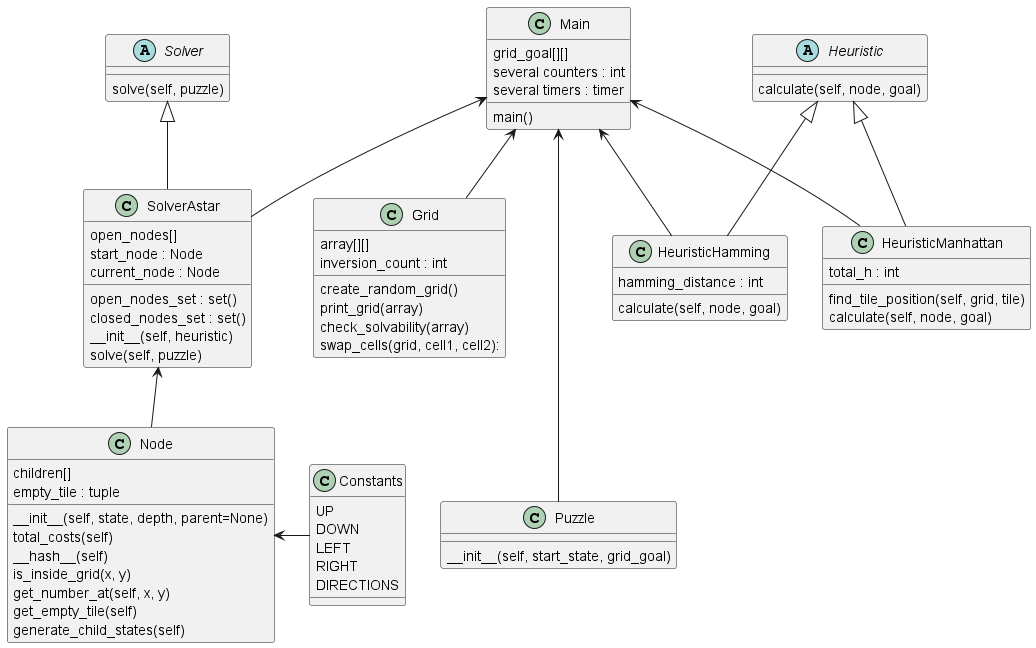 A Solver
solve(self, puzzle)
C Main
grid_goal[][]
several counters : int
several timers : timer
main()
A Heuristic
calculate(self, node, goal)
C SolverAstar
open_nodes[]
start_node : Node
current_node : Node
open_nodes_set : set()
closed_nodes_set : set()
__init__(self, heuristic)
solve(self, puzzle)
C Grid
array[][]
inversion_count : int
create_random_grid()
print_grid(array)
check_solvability(array)
swap_cells(grid, cell1, cell2):
C HeuristicHamming
hamming_distance : int
calculate(self, node, goal)
C HeuristicManhattan
total_h : int
find_tile_position(self, grid, tile)
calculate(self, node, goal)
C Node
children[]
empty_tile : tuple
__init__(self, state, depth, parent=None)
total_costs(self)
__hash__(self)
is_inside_grid(x, y)
get_number_at(self, x, y)
get_empty_tile(self)
generate_child_states(self)
C Constants
UP
DOWN
LEFT
RIGHT
DIRECTIONS
C Puzzle
__init__(self, start_state, grid_goal)